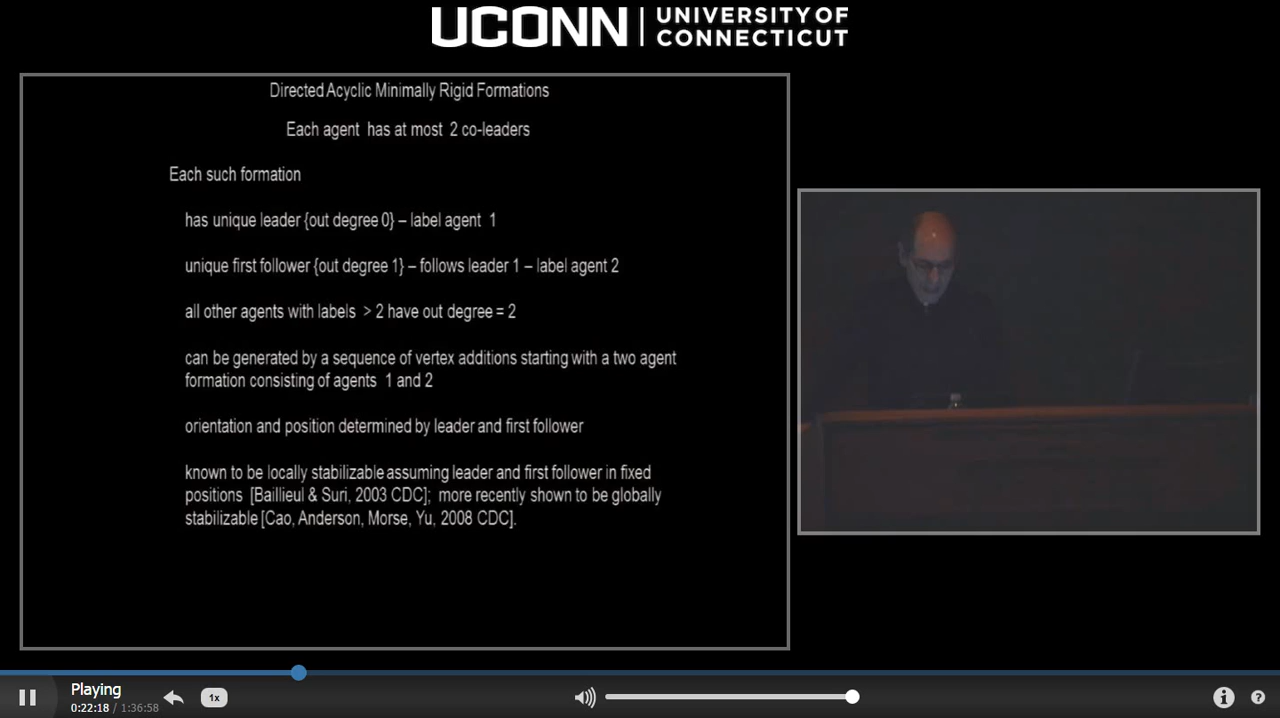 UCONN
UNIVERSITY OF
CONNECTICUT
Directed Acyclic Minimally Rigid Formations
Each agent has at most 2 co-leaders
Each such formation
has unique leader {out degree 0} – label agent 1
unique first follower {out degree 1} – follows leader 1 – label agent 2
all other agents with labels > 2 have out degree = 2
can be generated by a sequence of vertex additions starting with a two agent
formation consisting of agents 1 and 2
orientation and position determined by leader and first follower
known to be locally stabilizable assuming leader and first follower in fixed
positions [Baillieul & Suri, 2003 CDC]; more recently shown to be globally
stabilizable [Cao, Anderson, Morse, Yu, 2008 CDC].
Playing
0:22:18 / 1:36:58
1x